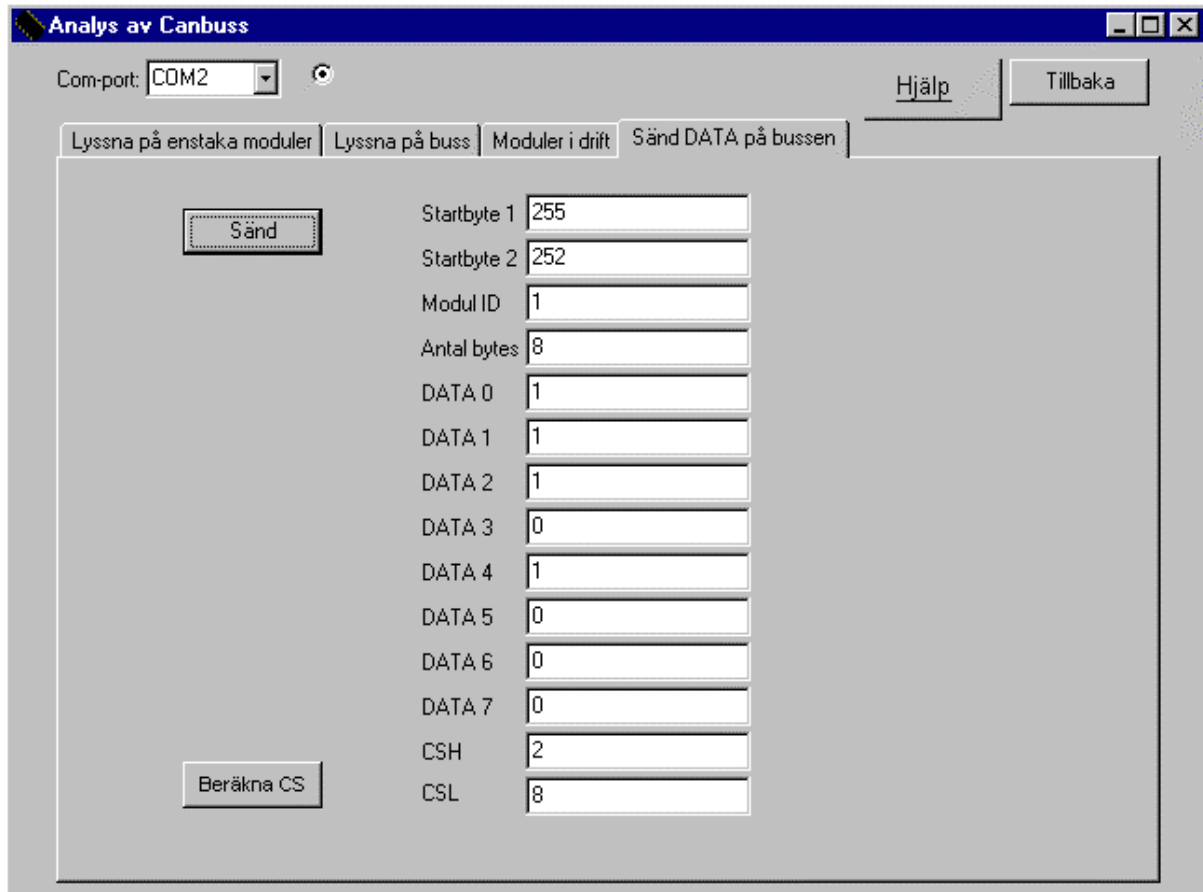 Analys av Canbuss
Com-port: COM2
Hjälp
Tillbaka
Lyssna på enstaka moduler Lyssna på buss Moduler i drift Sänd DATA på bussen
Sänd
Startbyte 1 255
Startbyte 2 252
Modul ID 1
Antal bytes 8
DATA 0 1
DATA 1 1
DATA 2 1
DATA 3 0
DATA 4 1
DATA 5 0
DATA 6 0
DATA 7 0
CSH 2
Beräkna CS
CSL 8